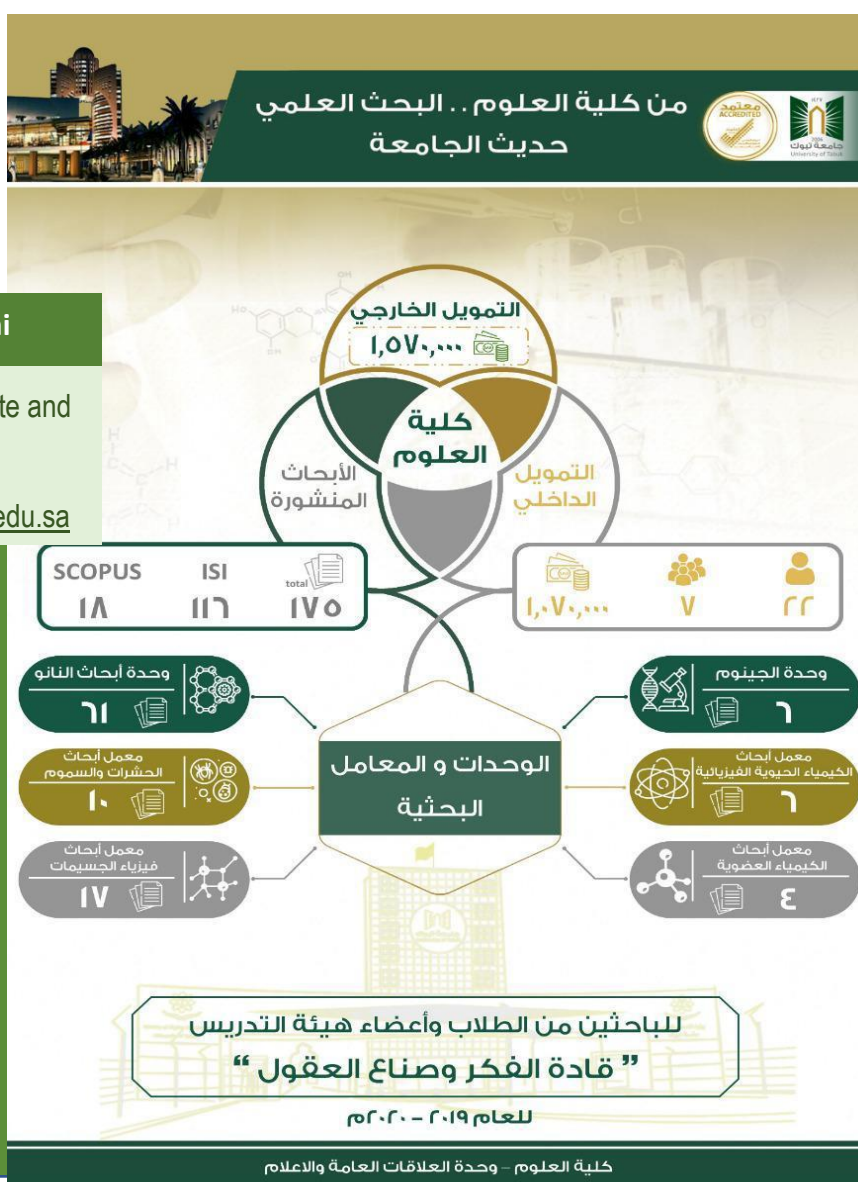 من كلية العلوم .. البحث العلمي
حديث الجامعة
معتمد
ACCREDITED
جامعة تبوك
University of Tabuk
ni
te and
edu.sa
التمويل الخارجي
١,٥٧٠,٠٠٠
كلية
العلوم
الأبحاث
المنشورة
التمويل
الداخلي
SCOPUS
ISI
total
١٨
١١٦
١٧٥
١,٠٧٠,٠٠٠
٧
٢٢
وحدة أبحاث النانو
٦١
وحدة الجينوم
٦
معمل أبحاث
الحشرات والسموم
١٠
الوحدات و المعامل
البحثية
معمل أبحاث
الكيمياء الحيوية الفيزيائية
٦
معمل أبحاث
فيزياء الجسيمات
١٧
معمل أبحاث
الكيمياء العضوية
٤
للباحثين من الطلاب وأعضاء هيئة التدريس
” قادة الفكر وصناع العقول “
للعام ٢٠١٩ – ٢٠٢٠م
كلية العلوم – وحدة العلاقات العامة والاعلام